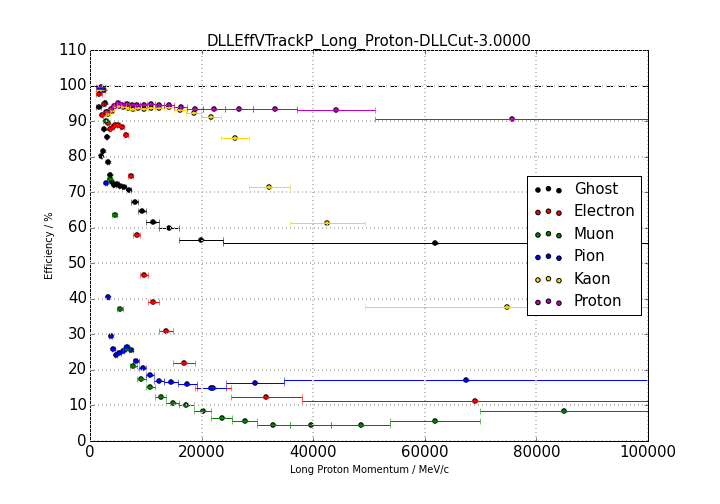 DLLEffVTrackP_Long_Proton-DLLCut-3.0000
110
100
90
80
70
60
50
40
30
20
10
0
Efficiency / %
Ghost
Electron
Muon
Pion
Kaon
Proton
0 20000 40000 60000 80000 100000
Long Proton Momentum / MeV/c